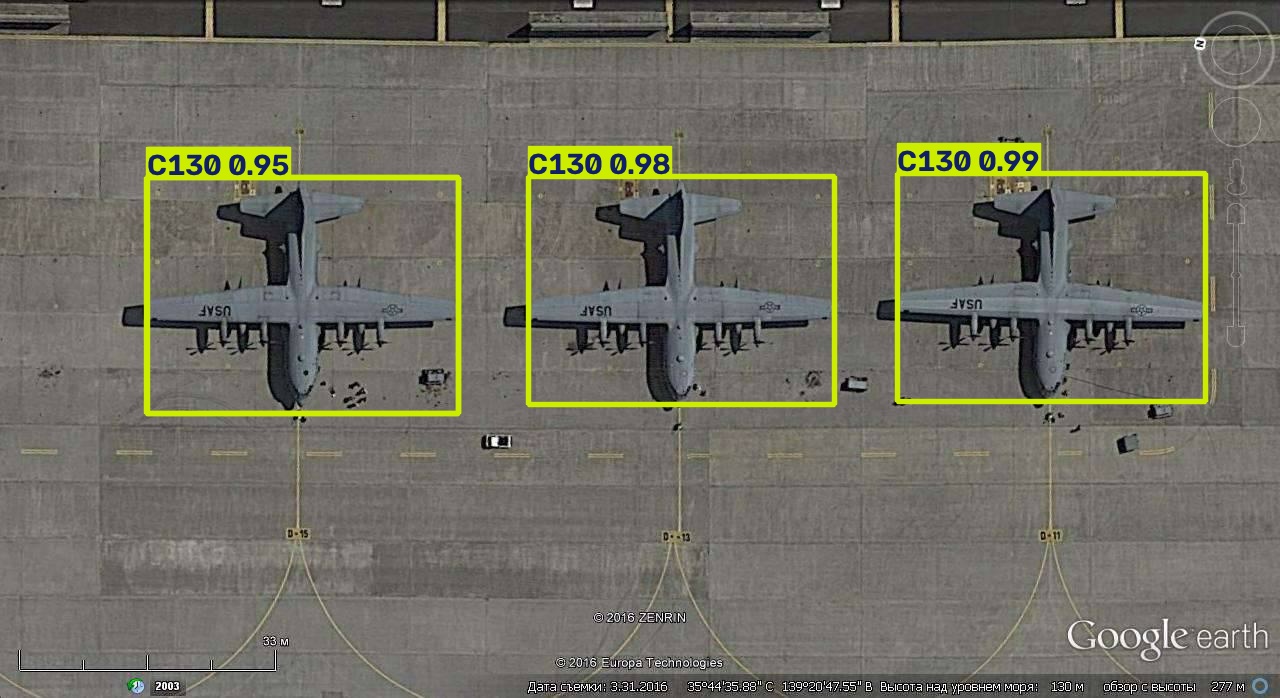 C130 0.95
C130 0.98
C130 0.99
N
USAF
USAF
USAF
D-15
D--13
D-11
© 2016 ZENRIN
33 м
Google earth
© 2016 Europa Technologies
2003
Дата съемки: 3.31.2016 35°44'35.88" С 139°20'47.55" В Высота над уровнем моря: 130 м обзор с высоты 277 м